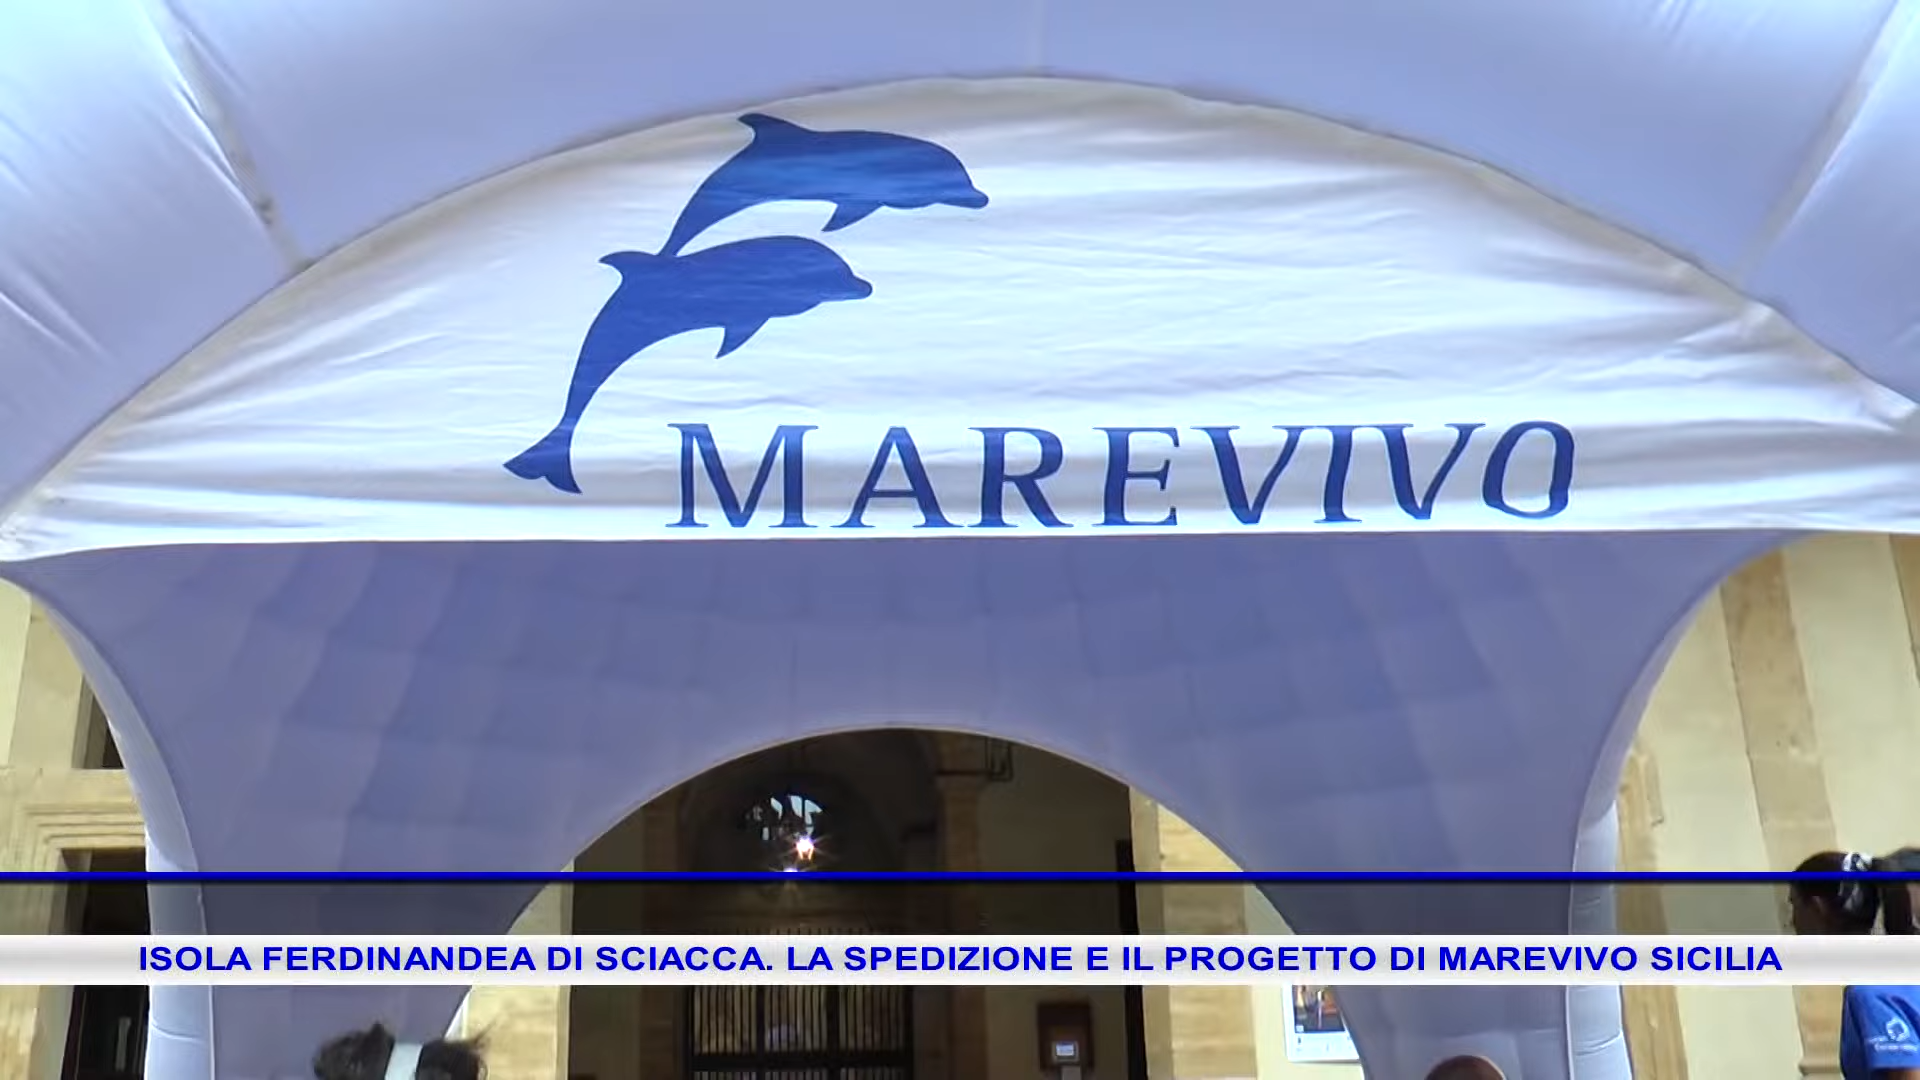 MAREVIVO
ISOLA FERDINANDEA DI SCIACCA. LA SPEDIZIONE E IL PROGETTO DI MAREVIVO SICILIA